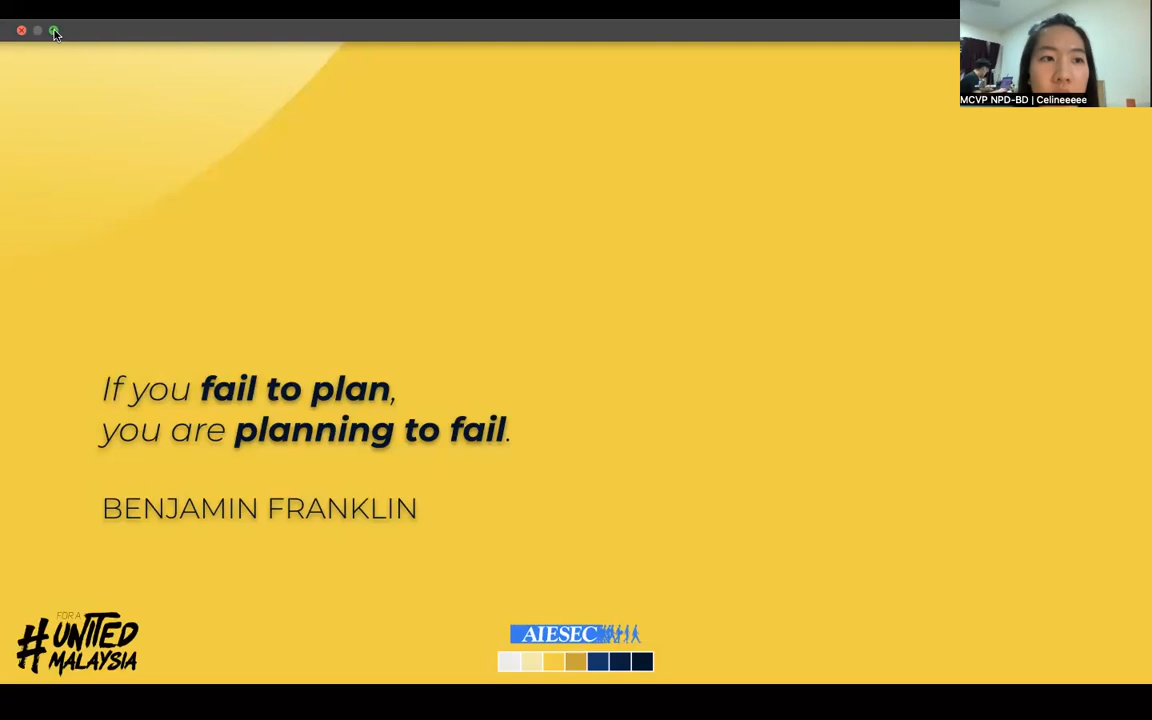 MCVP NPD-BD | Celineeeee
If you fail to plan,
you are planning to fail.
BENJAMIN FRANKLIN
FOR A
#UNITED
MALAYSIA
AIESEC